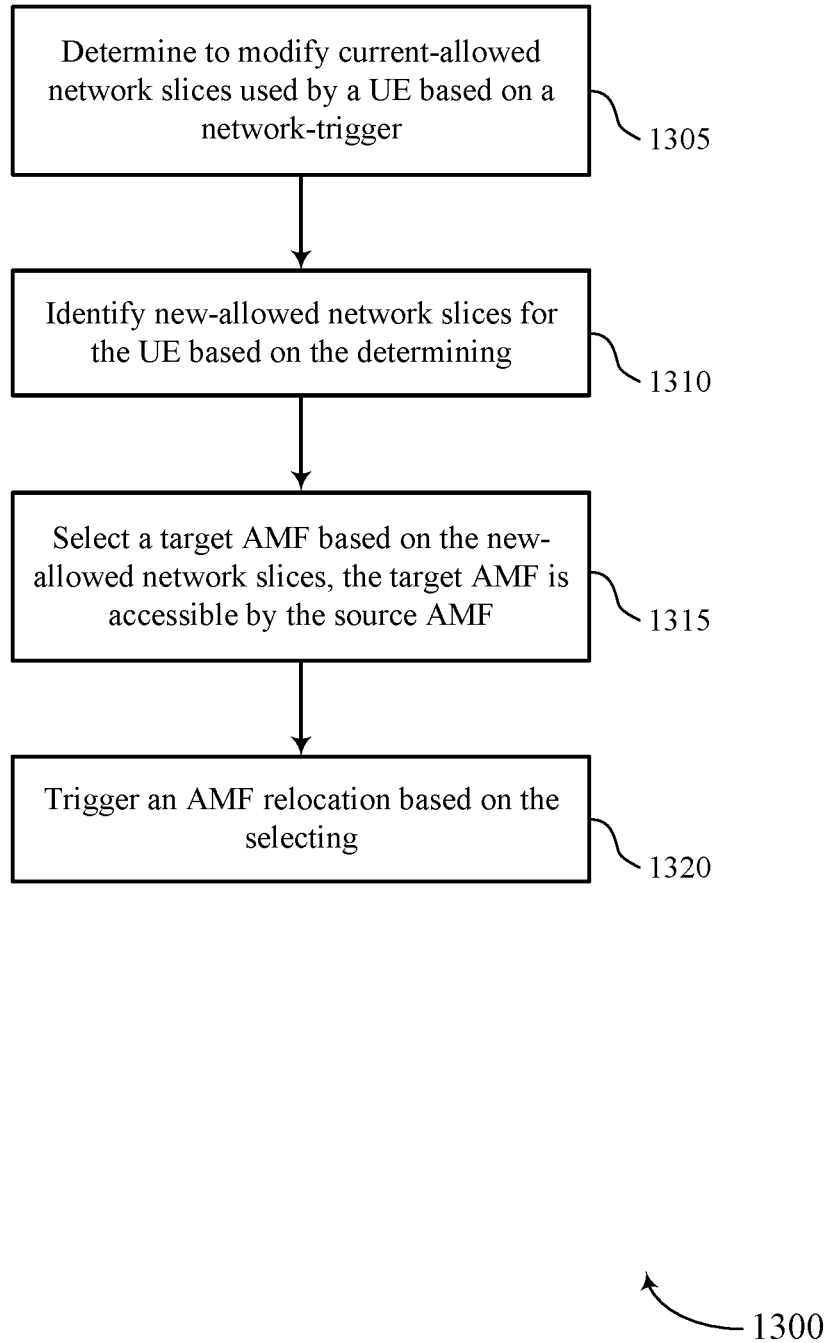 Determine to modify current-allowed
network slices used by a UE based on a
network-trigger
1305
Identify new-allowed network slices for
the UE based on the determining
1310
Select a target AMF based on the new-
allowed network slices, the target AMF is
accessible by the source AMF
1315
Trigger an AMF relocation based on the
selecting
1320
1300